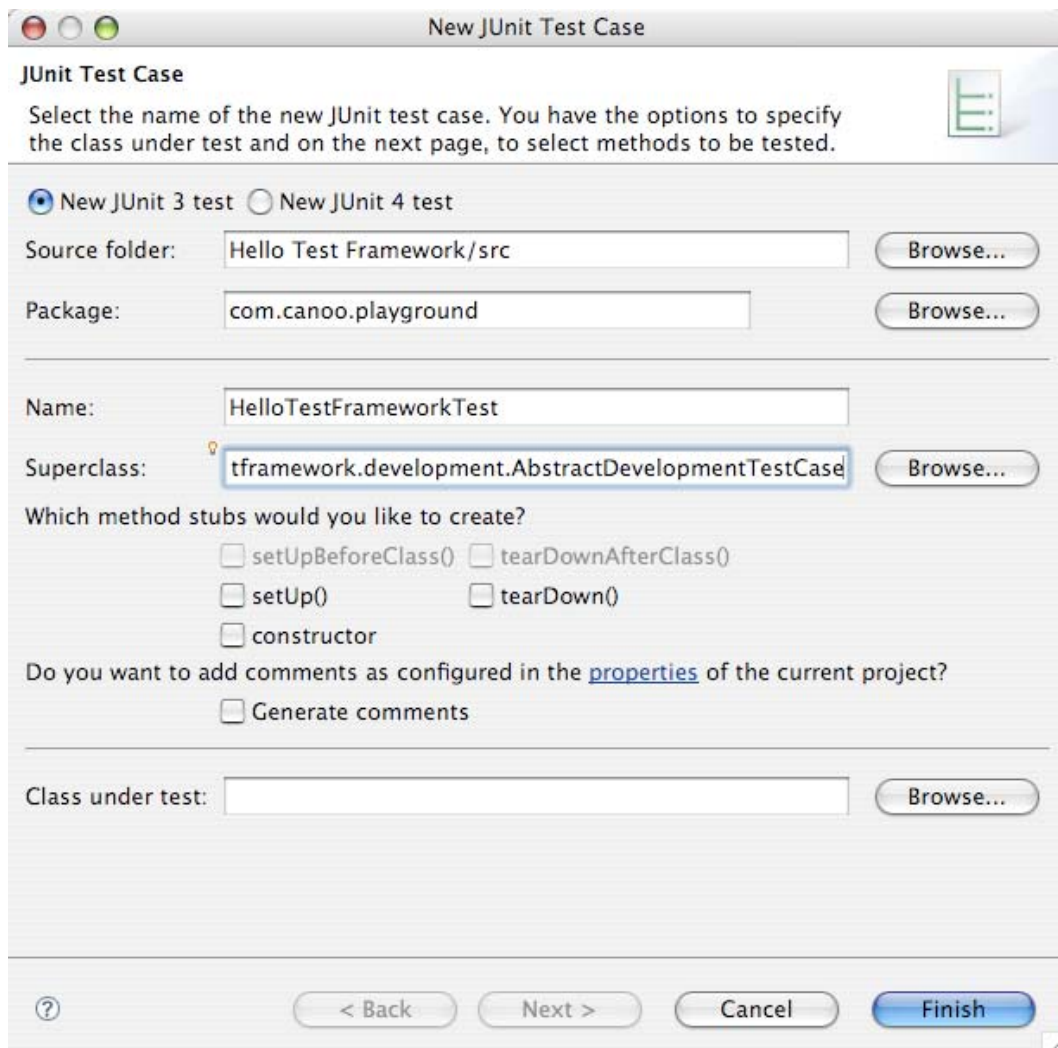 New JUnit Test Case
JUnit Test Case
Select the name of the new JUnit test case. You have the options to specify
the class under test and on the next page, to select methods to be tested.
New JUnit 3 test New JUnit 4 test
Source folder: Hello Test Framework/src Browse...
Package: com.canoo.playground Browse...
Name: HelloTestFrameworkTest
Superclass: tframework.development.AbstractDevelopmentTestCase Browse...
Which method stubs would you like to create?
setUpBeforeClass() tearDownAfterClass()
setUp() tearDown()
constructor
Do you want to add comments as configured in the properties of the current project?
Generate comments
Class under test: Browse...
? < Back Next > Cancel Finish